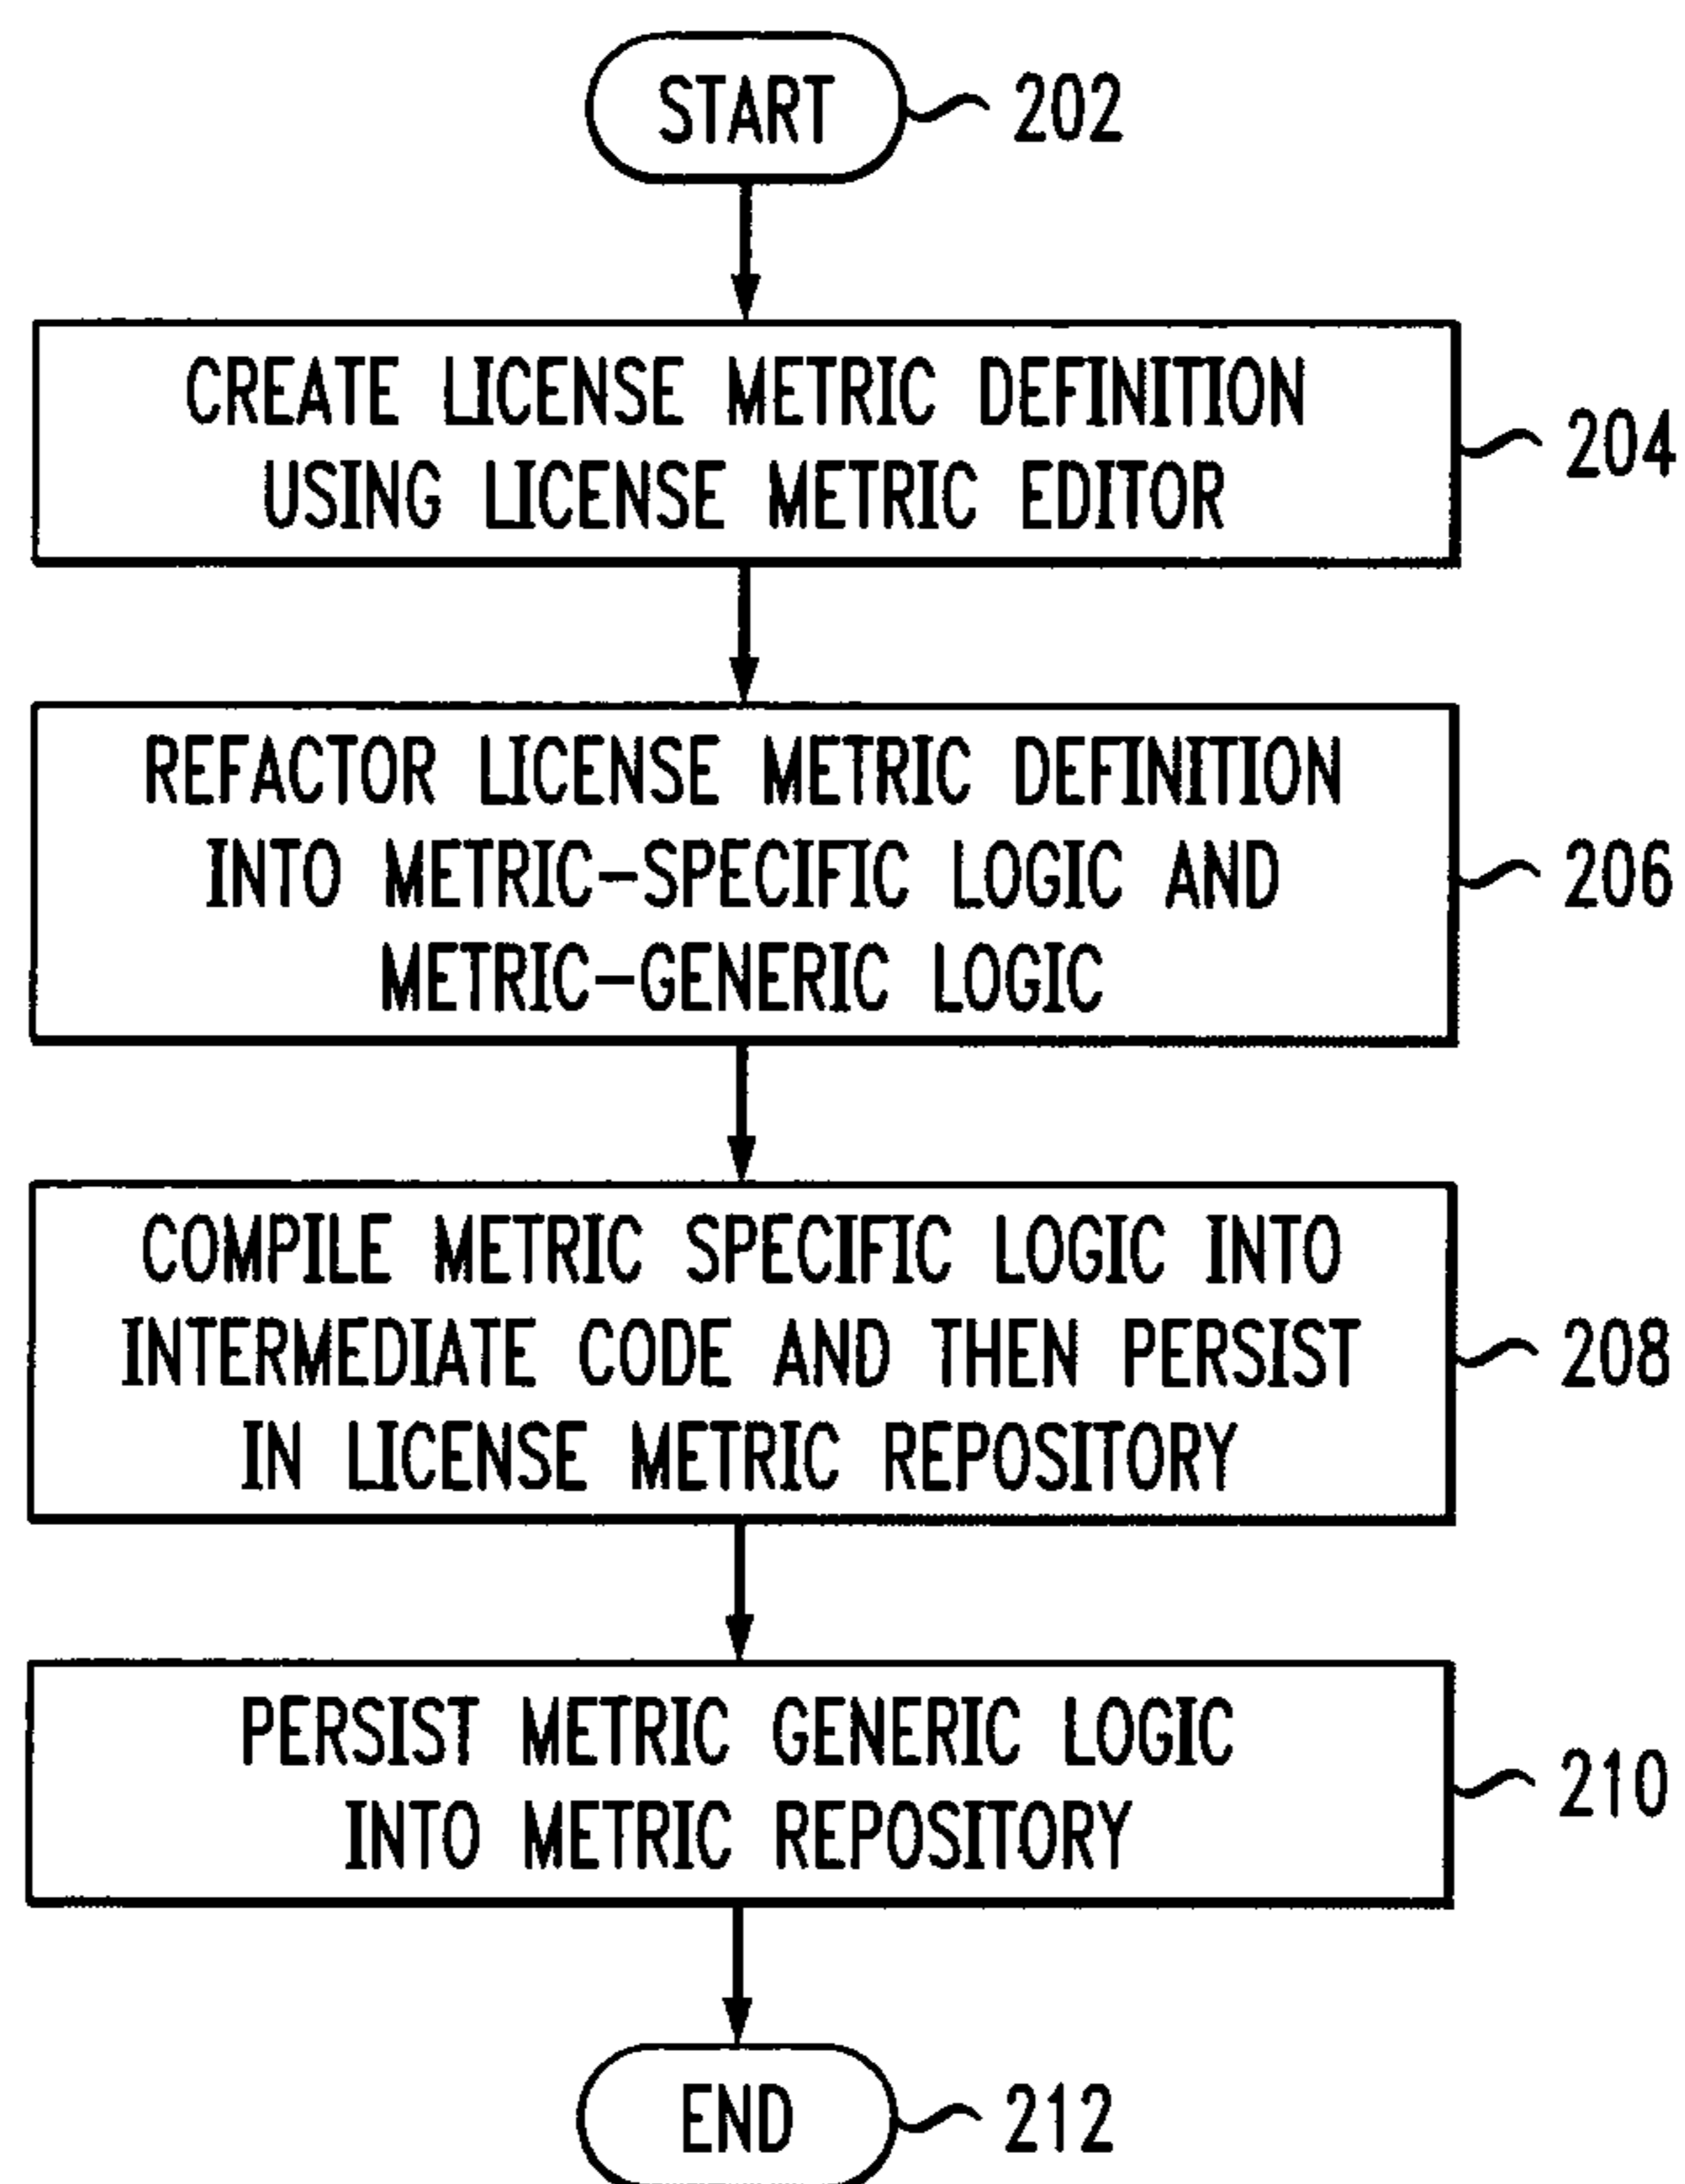 START
202
CREATE LICENSE METRIC DEFINITION
USING LICENSE METRIC EDITOR
204
REFACTOR LICENSE METRIC DEFINITION
INTO METRIC-SPECIFIC LOGIC AND
METRIC-GENERIC LOGIC
206
COMPILE METRIC SPECIFIC LOGIC INTO
INTERMEDIATE CODE AND THEN PERSIST
IN LICENSE METRIC REPOSITORY
208
PERSIST METRIC GENERIC LOGIC
INTO METRIC REPOSITORY
210
END
212